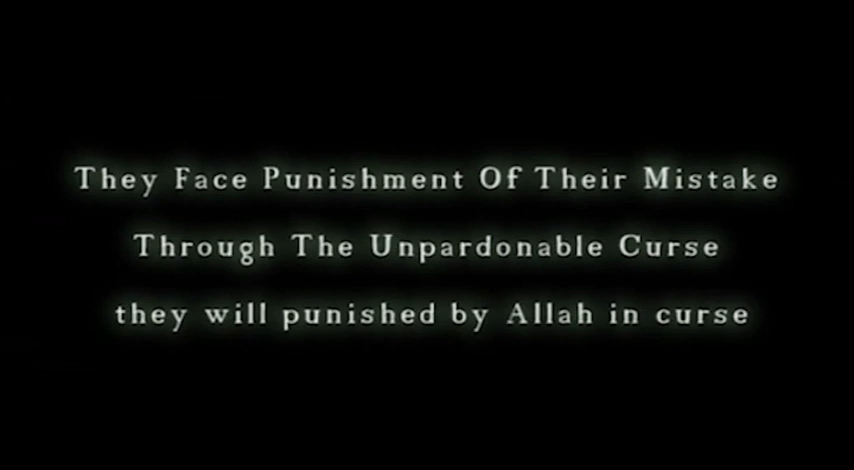 They Face Punishment Of Their Mistake
Through The Unpardonable Curse
they will punished by Allah in curse